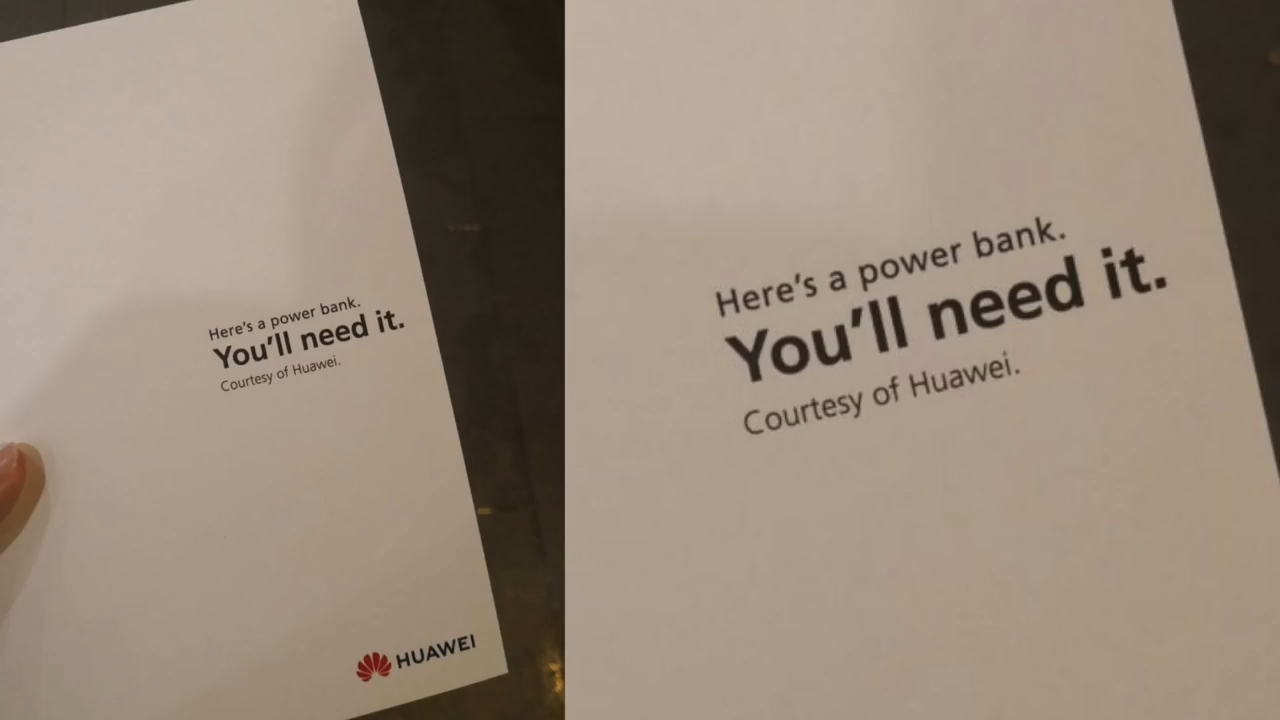 Here's a power bank.
You'll need it.
Courtesy of Huawei.
HUAWEI
Here's a power bank.
You'll need it.
Courtesy of Huawei.